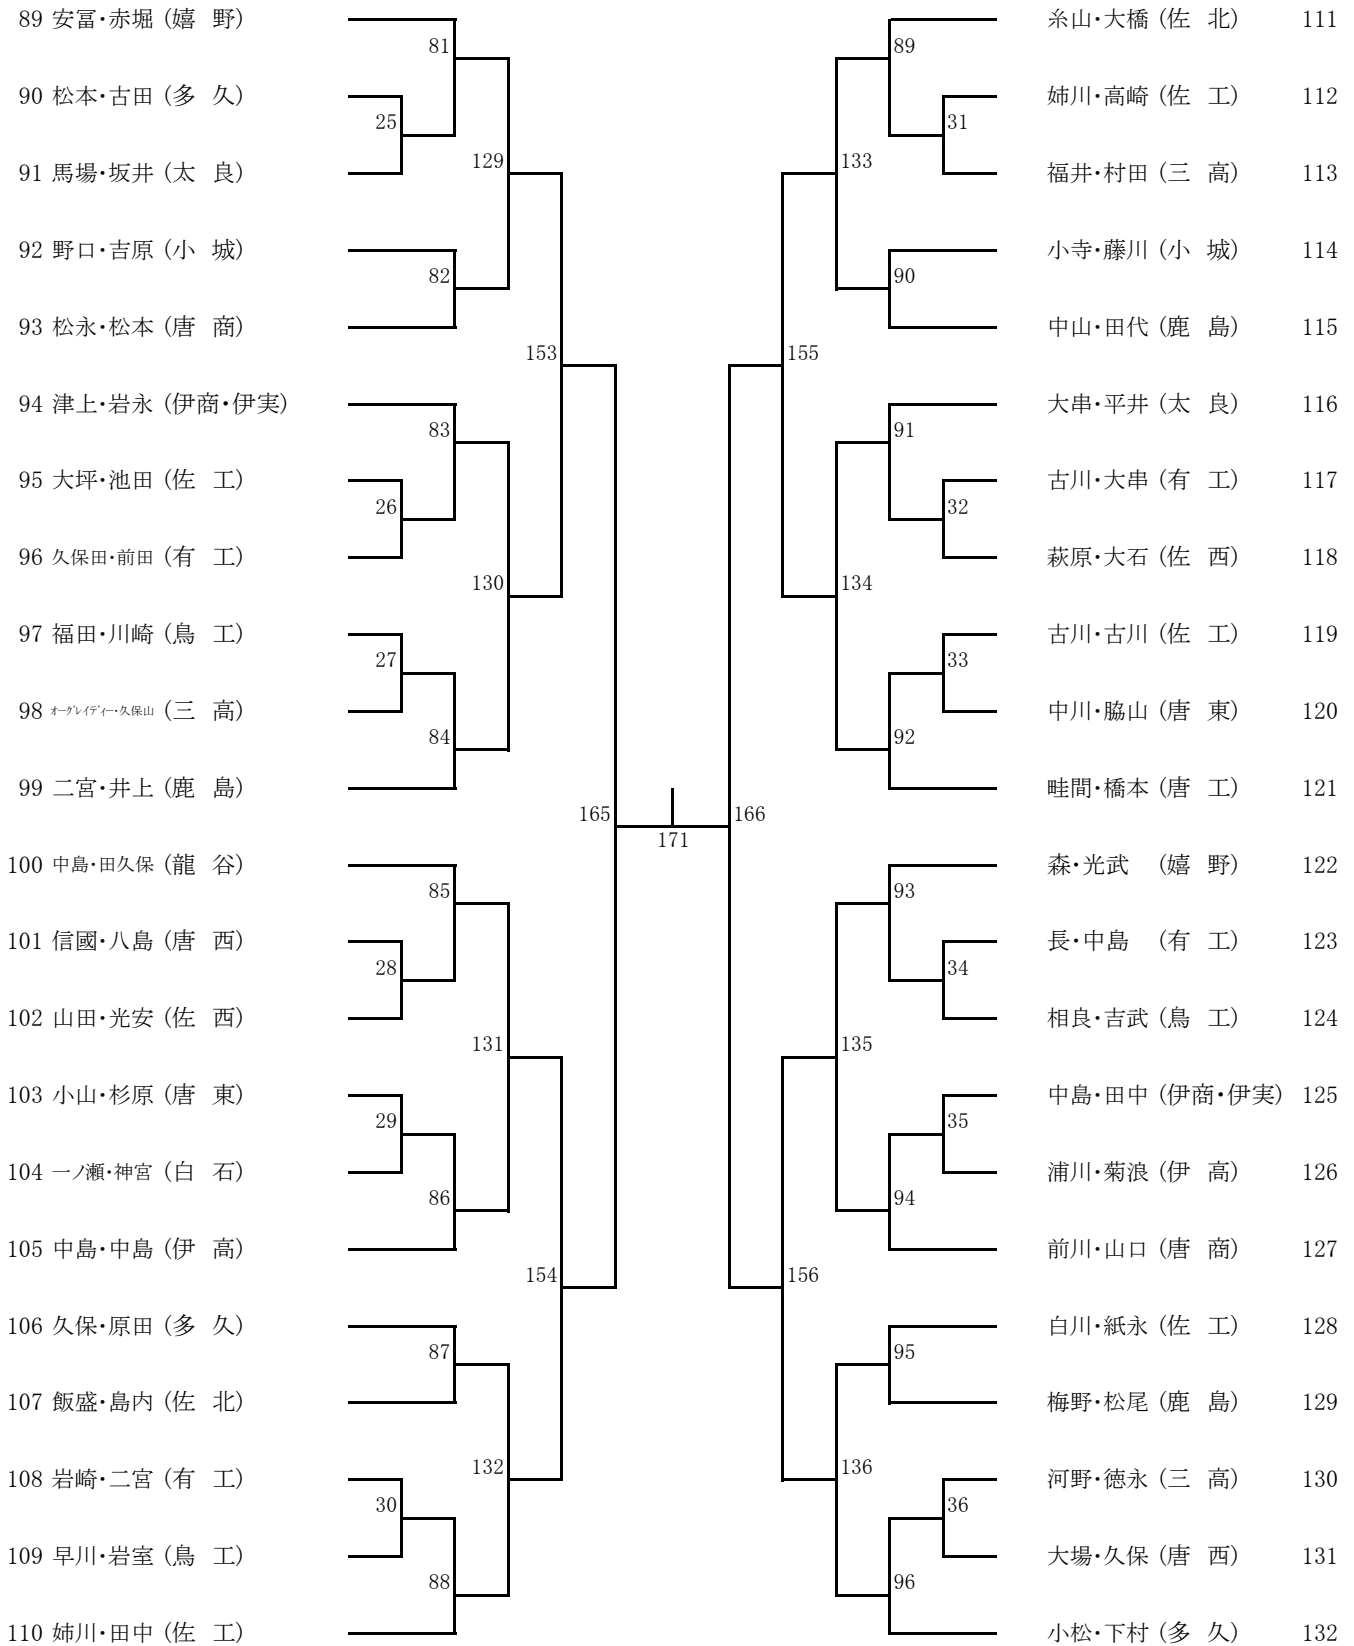 89 安冨・赤堀 (嬉 野)
81
90 松本・古田 (多 久)
25
91 馬場・坂井 (太 良)
129
92 野口・吉原 (小 城)
82
93 松永・松本 (唐 商)
153
94 津上・岩永 (伊商・伊実)
83
95 大坪・池田 (佐 工)
26
96 久保田・前田 (有 工)
130
97 福田・川崎 (鳥 工)
27
98 オーグレイディー・久保山 (三 高)
84
99 二宮・井上 (鹿 島)
165
100 中島・田久保 (龍 谷)
85
101 信國・八島 (唐 西)
28
102 山田・光安 (佐 西)
131
103 小山・杉原 (唐 東)
29
104 一ノ瀬・神宮 (白 石)
86
105 中島・中島 (伊 高)
154
106 久保・原田 (多 久)
87
107 飯盛・島内 (佐 北)
132
108 岩崎・二宮 (有 工)
30
109 早川・岩室 (鳥 工)
88
110 姉川・田中 (佐 工)
171
糸山・大橋 (佐 北) 111
89
姉川・高崎 (佐 工) 112
31
福井・村田 (三 高) 113
133
小寺・藤川 (小 城) 114
90
中山・田代 (鹿 島) 115
155
大串・平井 (太 良) 116
91
古川・大串 (有 工) 117
32
萩原・大石 (佐 西) 118
134
古川・古川 (佐 工) 119
33
中川・脇山 (唐 東) 120
92
畦間・橋本 (唐 工) 121
166
森・光武 (嬉 野) 122
93
長・中島 (有 工) 123
34
相良・吉武 (鳥 工) 124
135
中島・田中 (伊商・伊実) 125
35
浦川・菊浪 (伊 高) 126
94
前川・山口 (唐 商) 127
156
白川・紙永 (佐 工) 128
95
梅野・松尾 (鹿 島) 129
136
河野・徳永 (三 高) 130
36
大場・久保 (唐 西) 131
96
小松・下村 (多 久) 132